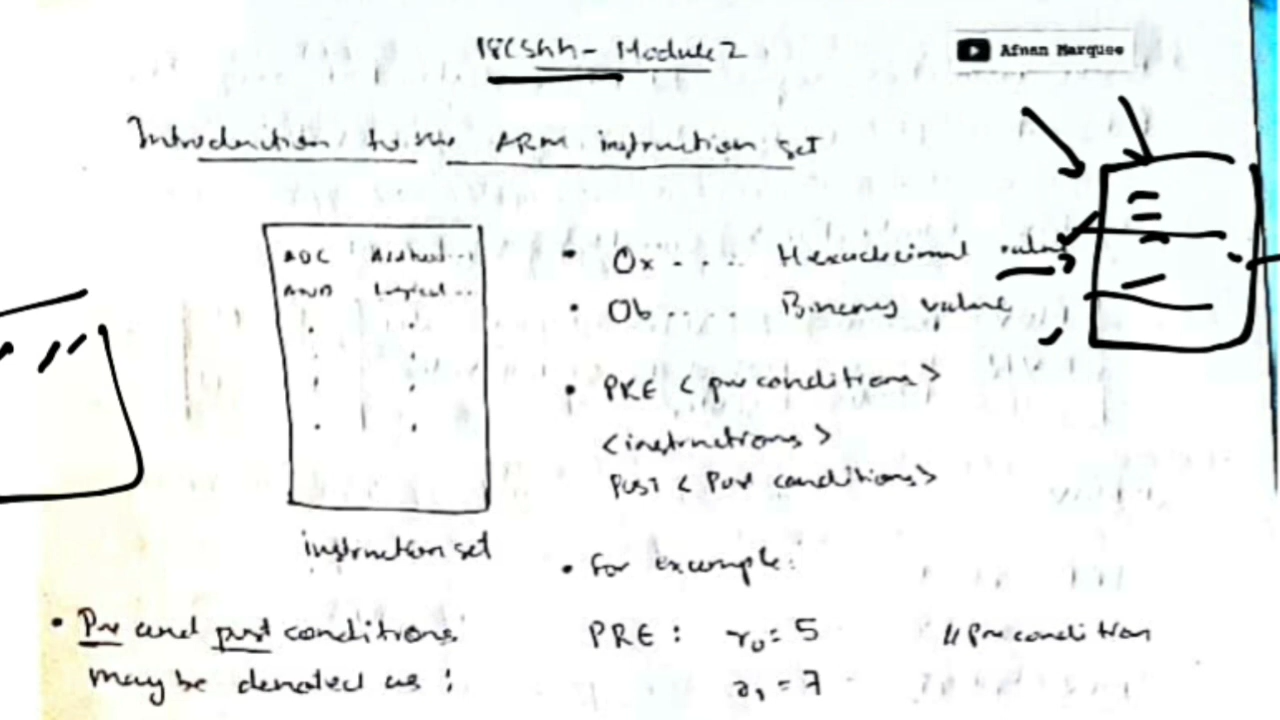 18CS44 - Module 2
Afnan Marquee
Introduction to the ARM instruction set
ADC
AND Logical ..
instruction set
• 0x - . .. Hexadecimal value
• 0b .. .. Binary value
• PRE < pre conditions >
< instructions >
POST < Post conditions >
• For example:
• Pre and post conditions
may be denoted as :
PRE : r0 = 5 // Pre condition
r1 = 7